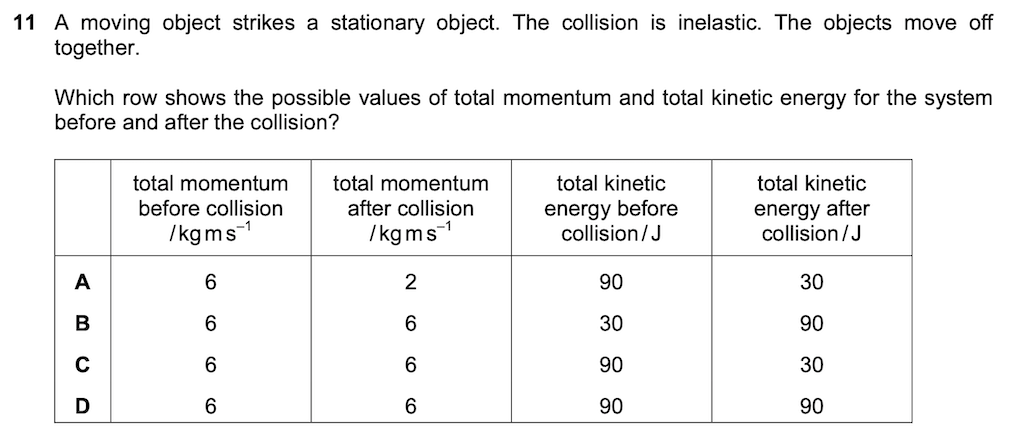 11 A moving object strikes a stationary object. The collision is inelastic. The objects move off
together.
Which row shows the possible values of total momentum and total kinetic energy for the system
before and after the collision?
total momentum before collision /kg m s⁻¹ total momentum after collision /kg m s⁻¹ total kinetic energy before collision / J total kinetic energy after collision / J
A 6 2 90 30
B 6 6 30 90
C 6 6 90 30
D 6 6 90 90